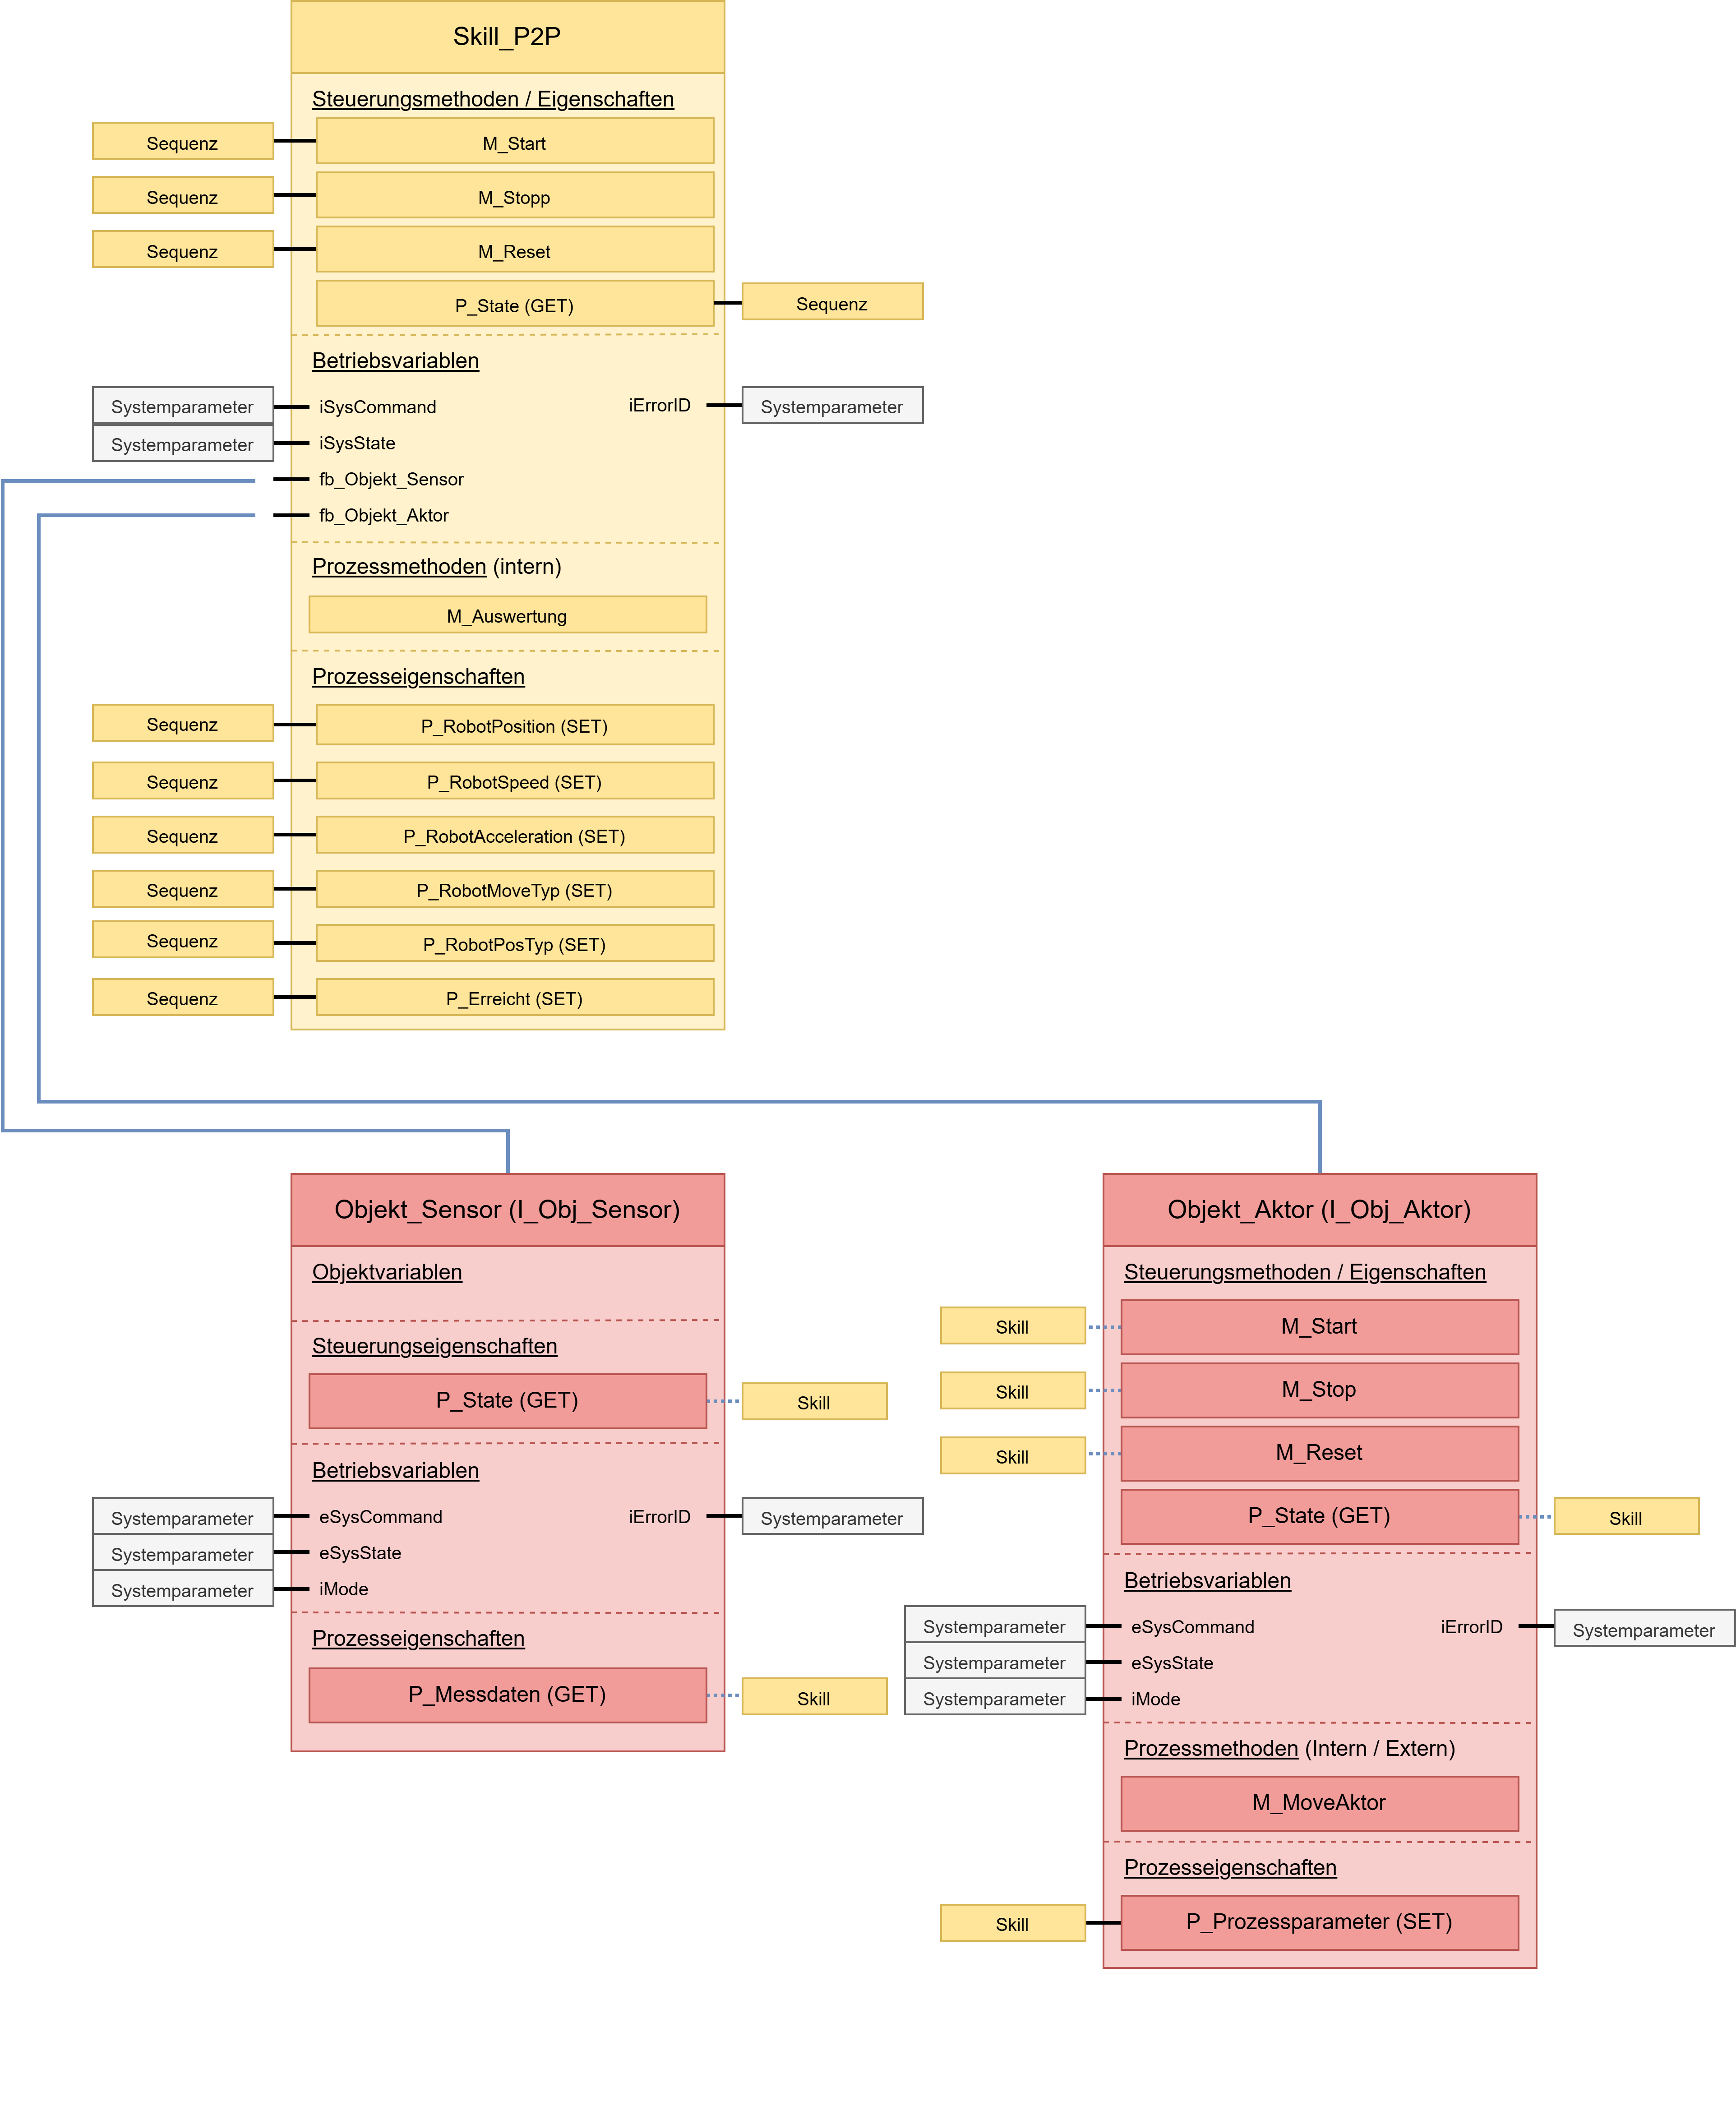 Skill_P2P
Steuerungsmethoden / Eigenschaften
Sequenz M_Start
Sequenz M_Stopp
Sequenz M_Reset
P_State (GET) Sequenz
Betriebsvariablen
Systemparameter iSysCommand iErrorID Systemparameter
Systemparameter iSysState
fb_Objekt_Sensor
fb_Objekt_Aktor
Prozessmethoden (intern)
M_Auswertung
Prozesseigenschaften
Sequenz P_RobotPosition (SET)
Sequenz P_RobotSpeed (SET)
Sequenz P_RobotAcceleration (SET)
Sequenz P_RobotMoveTyp (SET)
Sequenz P_RobotPosTyp (SET)
Sequenz P_Erreicht (SET)
Objekt_Sensor (I_Obj_Sensor)
Objektvariablen
Steuerungseigenschaften
P_State (GET) Skill
Betriebsvariablen
Systemparameter eSysCommand iErrorID Systemparameter
Systemparameter eSysState
Systemparameter iMode
Prozesseigenschaften
P_Messdaten (GET) Skill
Objekt_Aktor (I_Obj_Aktor)
Steuerungsmethoden / Eigenschaften
Skill M_Start
Skill M_Stop
Skill M_Reset
P_State (GET) Skill
Betriebsvariablen
Systemparameter eSysCommand iErrorID Systemparameter
Systemparameter eSysState
Systemparameter iMode
Prozessmethoden (Intern / Extern)
M_MoveAktor
Prozesseigenschaften
Skill P_Prozessparameter (SET)